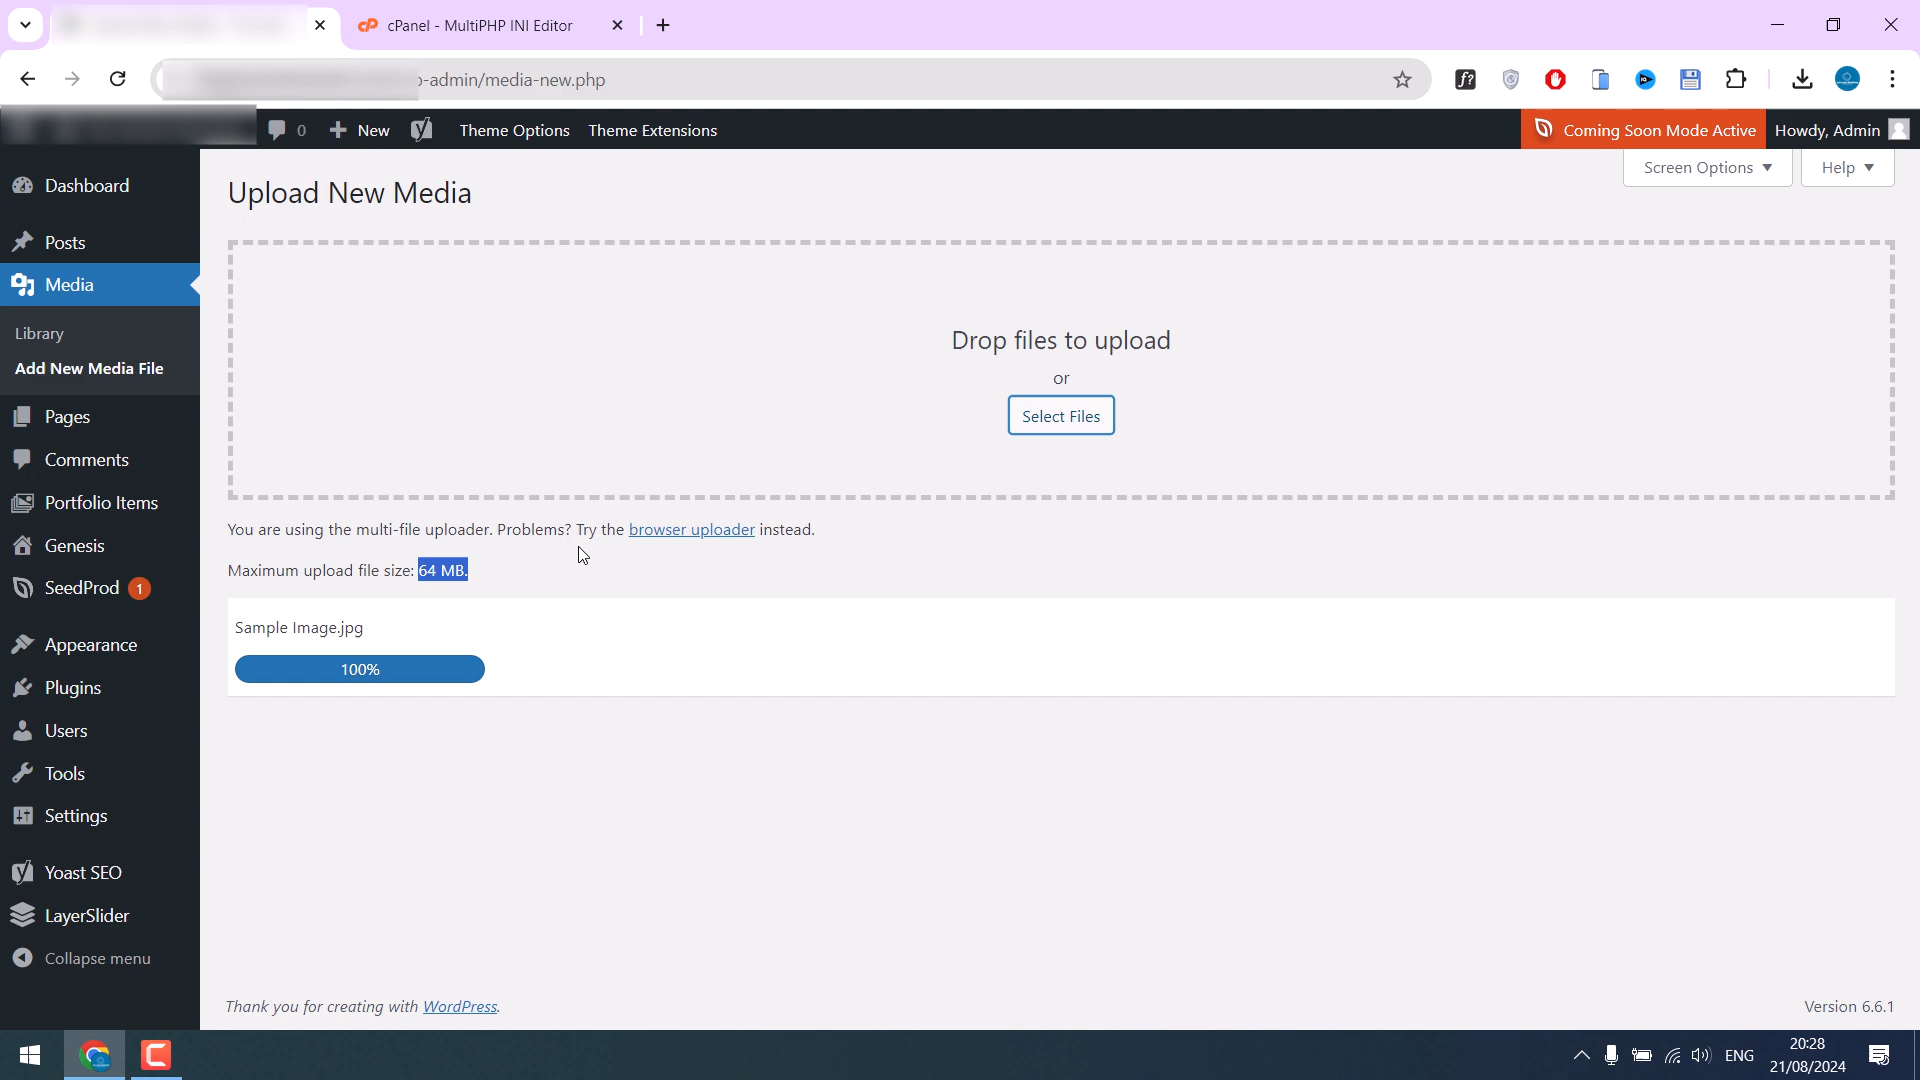 cPanel - MultiPHP INI Editor
-admin/media-new.php
0
New
Theme Options
Theme Extensions
Coming Soon Mode Active
Howdy, Admin
Screen Options
Help
Dashboard
Posts
Media
Library
Add New Media File
Pages
Comments
Portfolio Items
Genesis
SeedProd 1
Appearance
Plugins
Users
Tools
Settings
Yoast SEO
LayerSlider
Collapse menu
Upload New Media
Drop files to upload
or
Select Files
You are using the multi-file uploader. Problems? Try the browser uploader instead.
Maximum upload file size: 64 MB.
Sample Image.jpg
100%
Thank you for creating with WordPress.
Version 6.6.1
ENG
20:28
21/08/2024